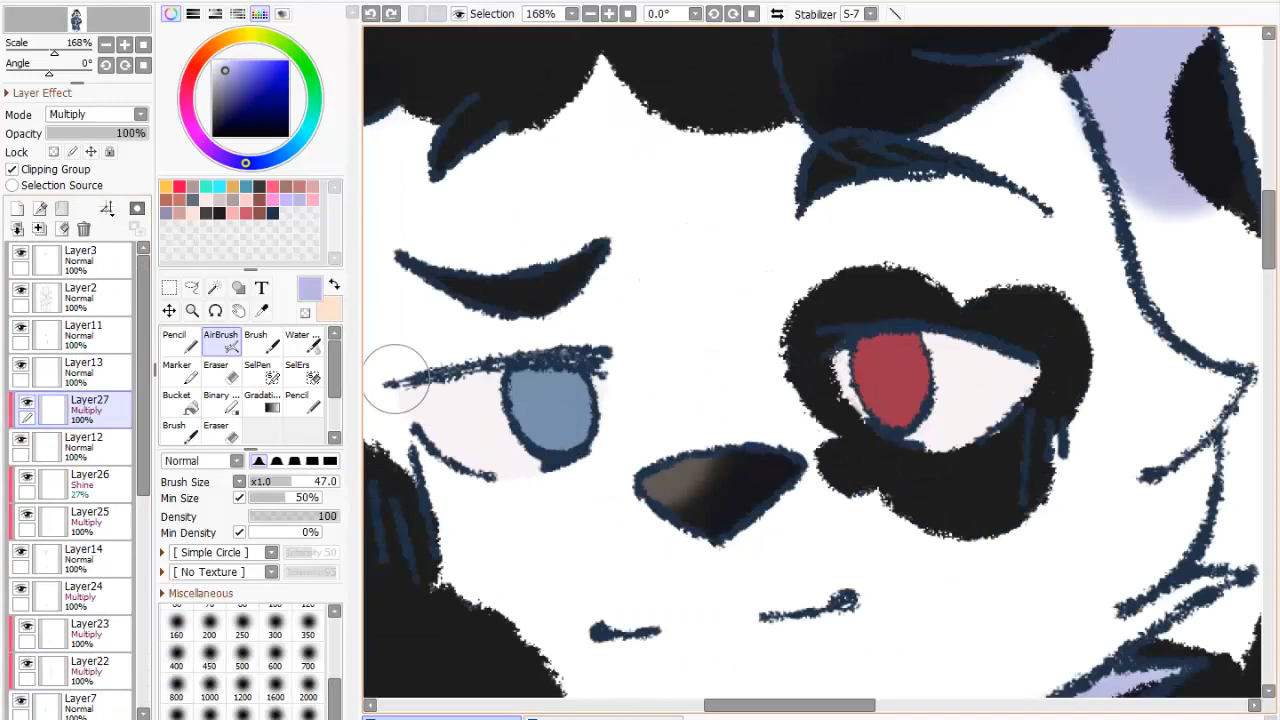 Scale
168%
Angle
0°
Layer Effect
Mode
Multiply
Opacity
100%
Lock
Clipping Group
Selection Source
Layer3
Normal
100%
Layer2
Normal
100%
Layer11
Normal
100%
Layer13
Normal
100%
Layer27
Multiply
100%
Layer12
Normal
100%
Layer26
Shine
27%
Layer25
Multiply
100%
Layer14
Normal
100%
Layer24
Multiply
100%
Layer23
Multiply
100%
Layer22
Multiply
100%
Layer7
Normal
T
Pencil
AirBrush
Brush
Water ...
Marker
Eraser
SelPen
SelErs
Bucket
Binary ...
Gradati...
Pencil
Brush
Eraser
Normal
Brush Size
x1.0
47.0
Min Size
50%
Density
100
Min Density
0%
[ Simple Circle ]
[ No Texture ]
Miscellaneous
160 200 250 300 350
400 450 500 600 700
800 1000 1200 1600 2000
Selection
168%
0.0°
Stabilizer
S-7